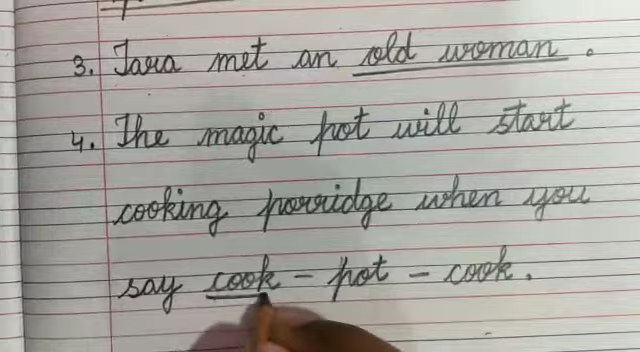 3. Tara met an old woman.
4. The magic pot will start
cooking porridge when you
say cook - pot - cook.